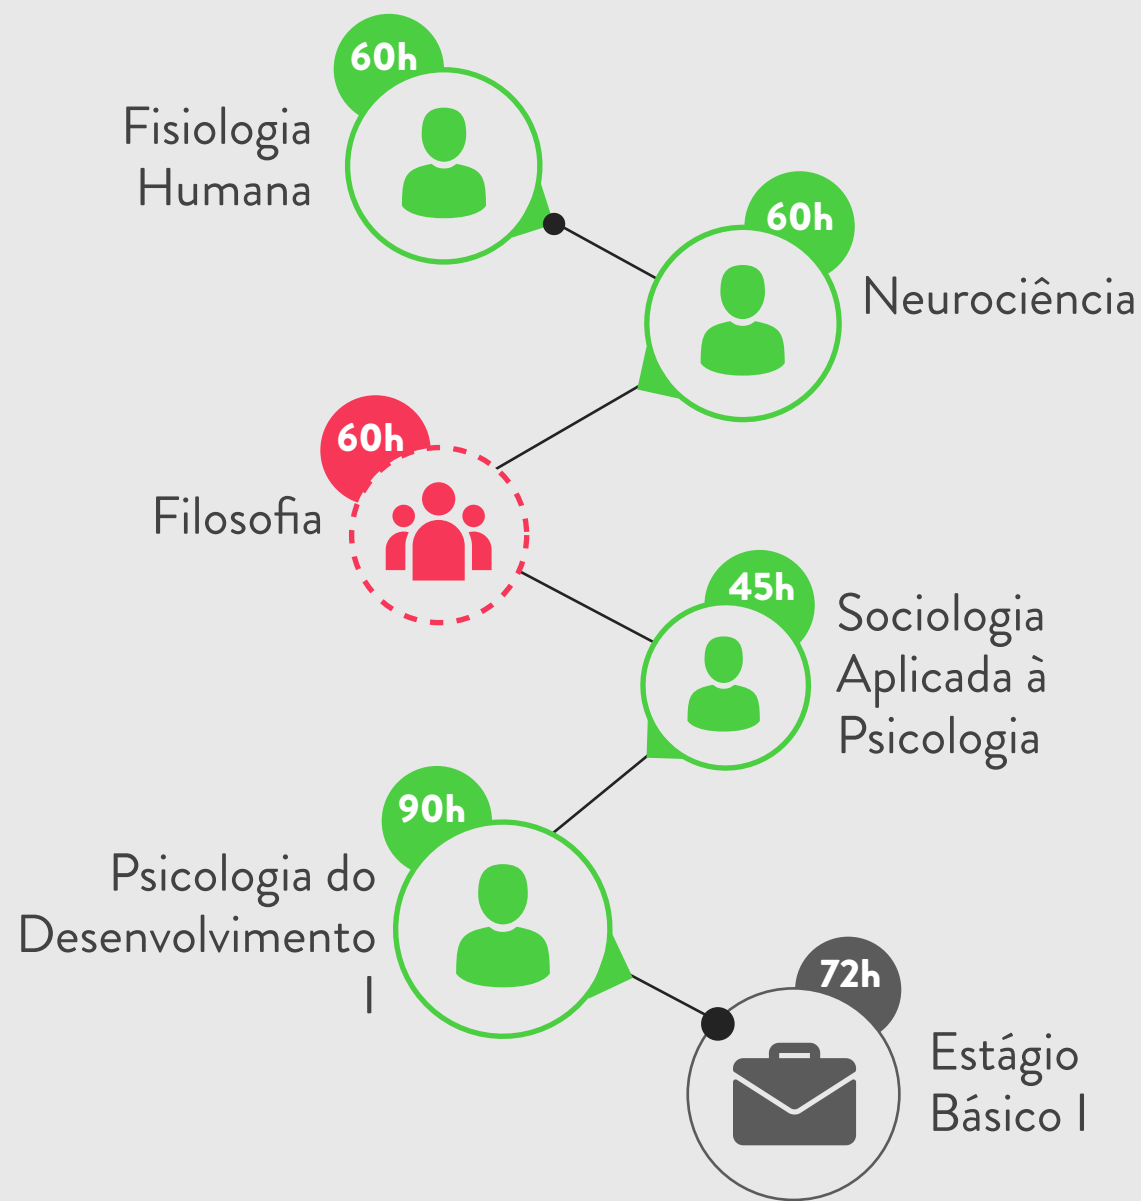 60h
Fisiologia
Humana
60h
Neurociência
60h
Filosofia
45h
Sociologia
Aplicada à
Psicologia
90h
Psicologia do
Desenvolvimento
I
72h
Estágio
Básico I